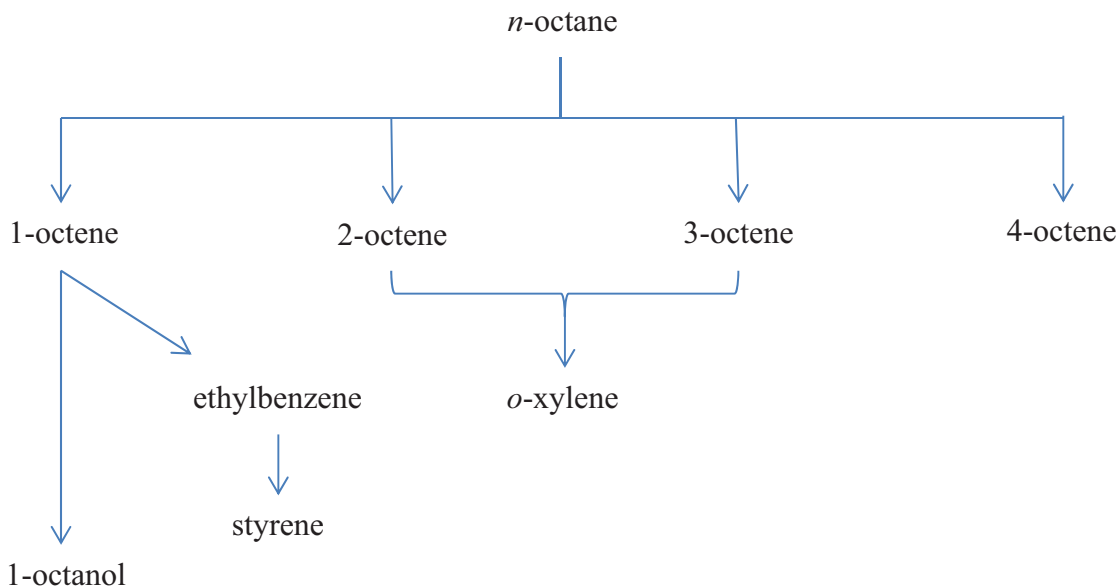 n-octane
1-octene
2-octene
3-octene
4-octene
ethylbenzene
o-xylene
styrene
1-octanol